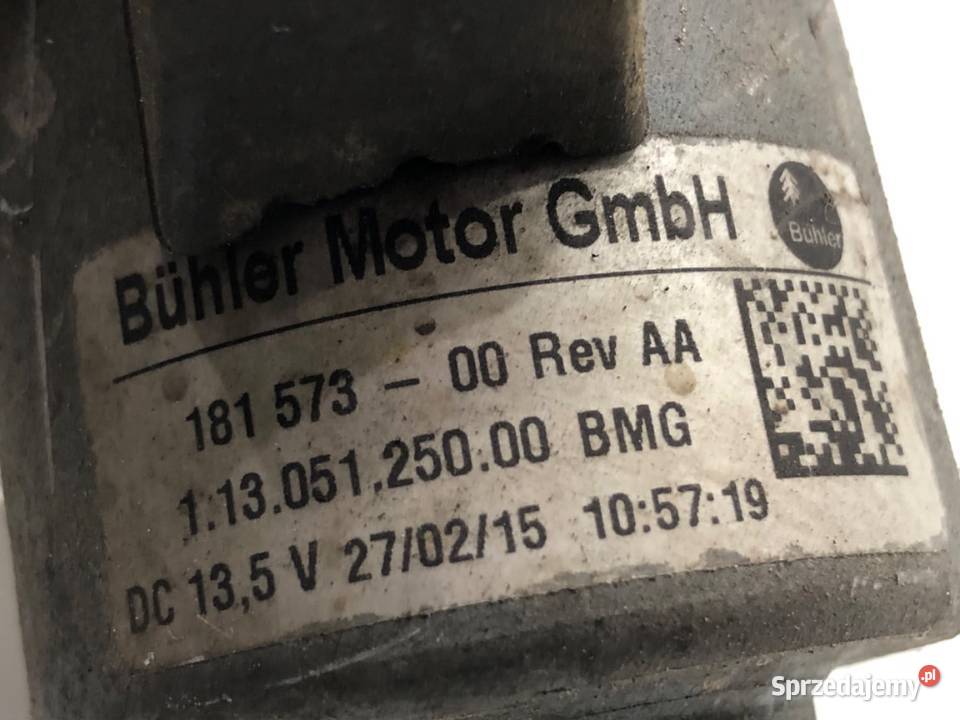 Bühler Motor GmbH
Bühler
181 573 - 00 Rev AA
1.13.051.250.00 BMG
DC 13,5 V 27/02/15 10:57:19
Sprzedajemy.pl